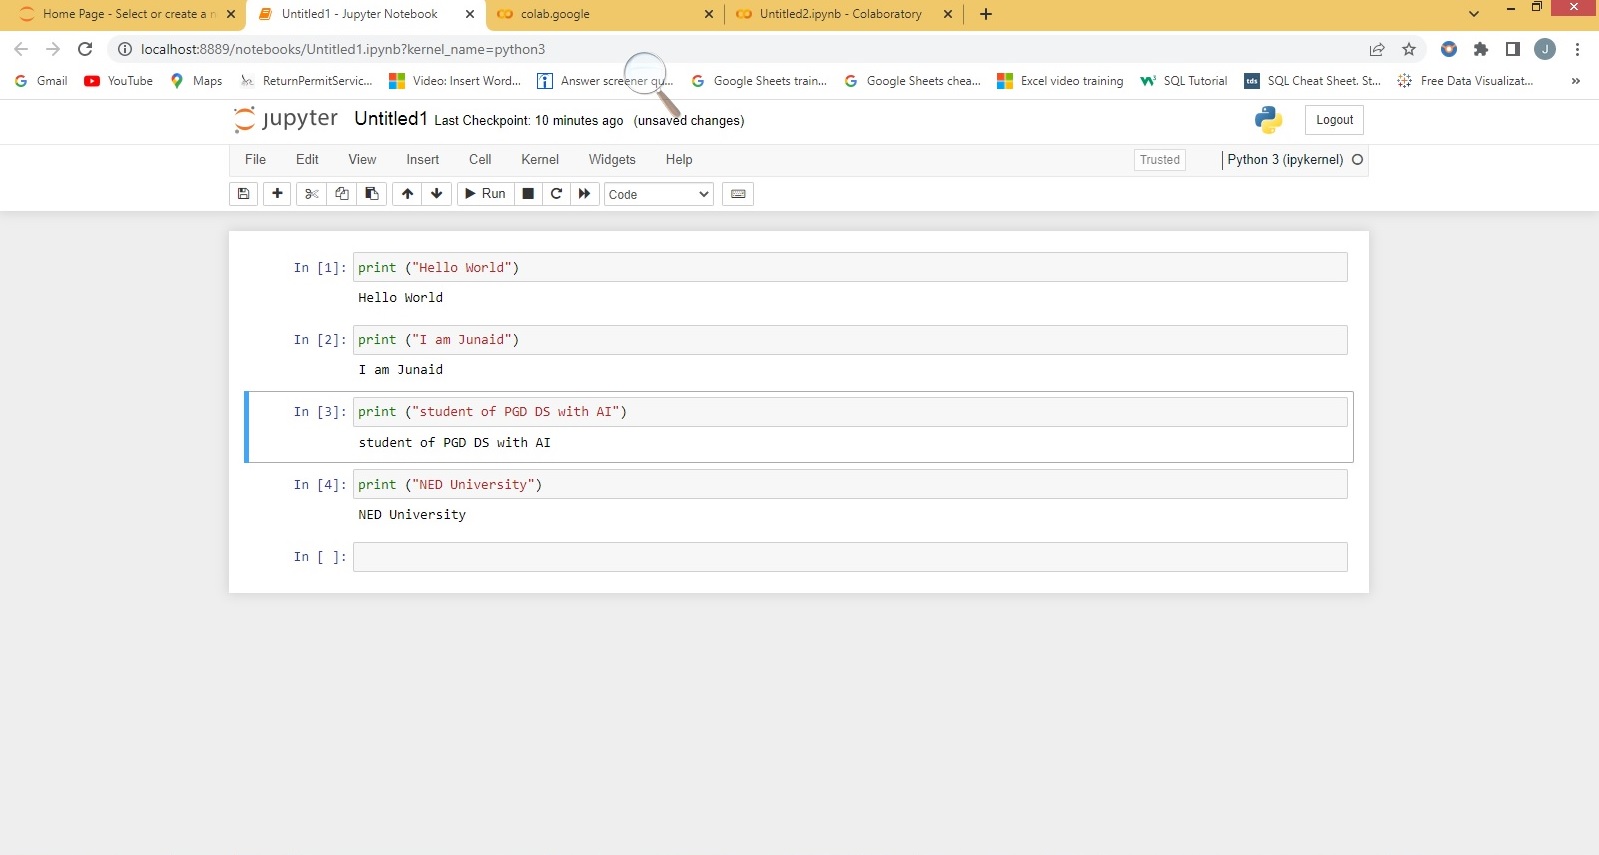 Home Page - Select or create a n
Untitled1 - Jupyter Notebook
colab.google
Untitled2.ipynb - Colaboratory
localhost:8889/notebooks/Untitled1.ipynb?kernel_name=python3
J
Gmail YouTube Maps ReturnPermitServic... Video: Insert Word... Answer screener qu... Google Sheets train... Google Sheets chea... Excel video training SQL Tutorial tds SQL Cheat Sheet. St... Free Data Visualizat... »
jupyter Untitled1 Last Checkpoint: 10 minutes ago (unsaved changes) Logout
File Edit View Insert Cell Kernel Widgets Help Trusted Python 3 (ipykernel)
Run Code
In [1]: print ("Hello World")
Hello World
In [2]: print ("I am Junaid")
I am Junaid
In [3]: print ("student of PGD DS with AI")
student of PGD DS with AI
In [4]: print ("NED University")
NED University
In [ ]: